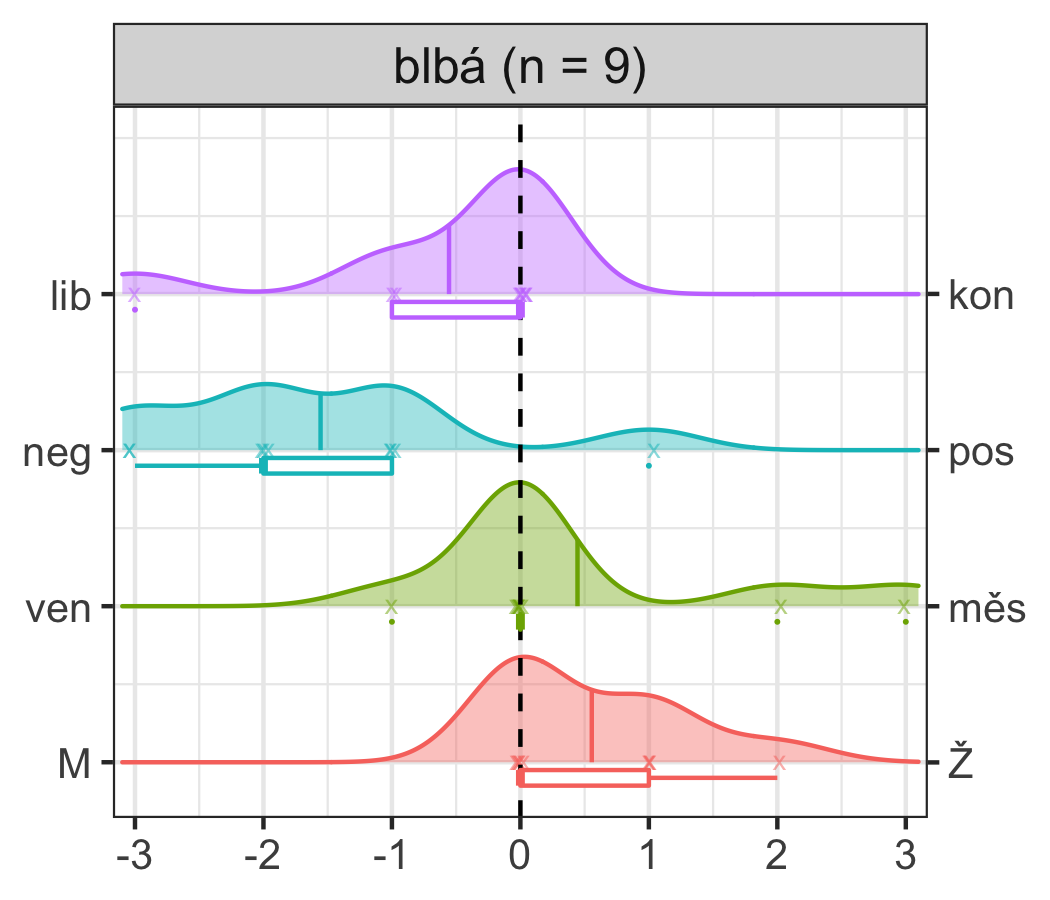 blbá (n = 9)
lib kon
neg pos
ven měs
M Ž
-3 -2 -1 0 1 2 3